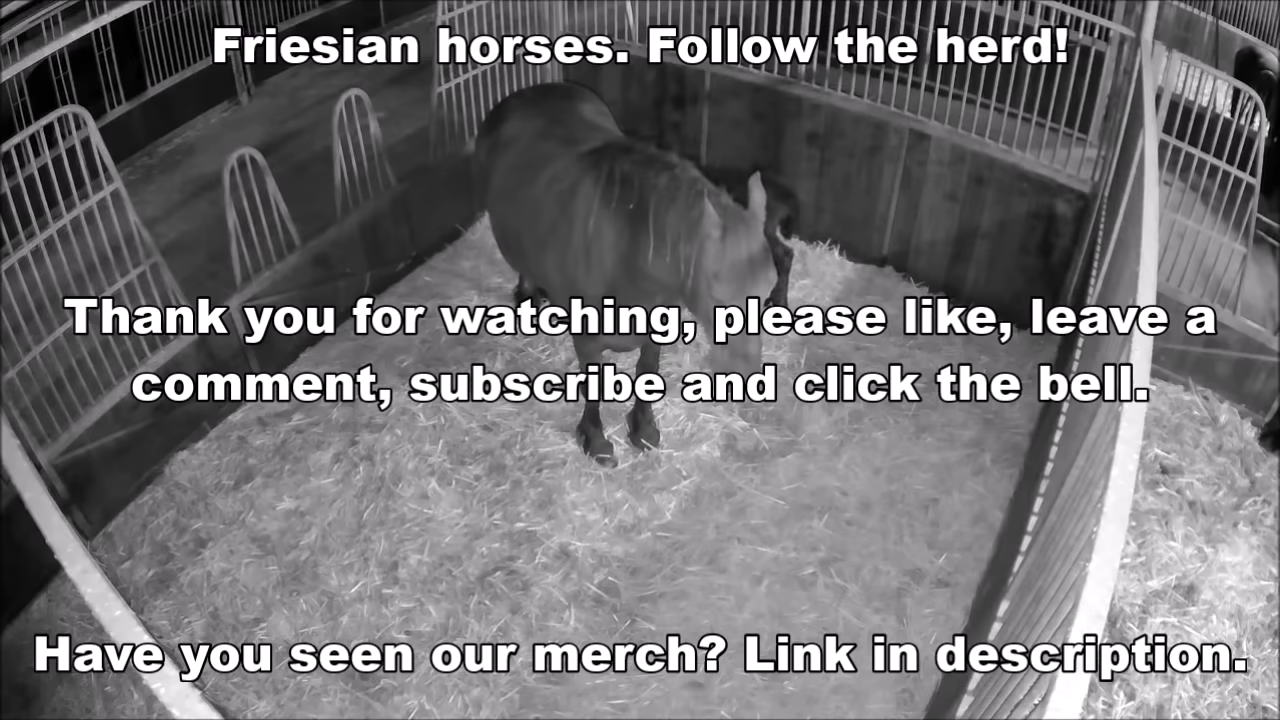 Friesian horses. Follow the herd!
Thank you for watching, please like, leave a
comment, subscribe and click the bell.
Have you seen our merch? Link in description.